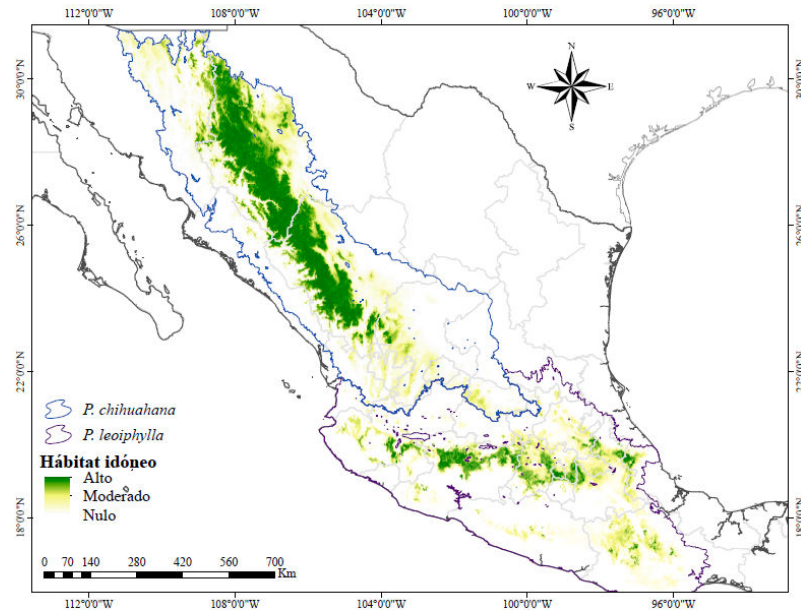 112°0'0"W 108°0'0"W 104°0'0"W 100°0'0"W 96°0'0"W
N
W E
S
30°0'0"N 30°0'0"N
26°0'0"N 26°0'0"N
22°0'0"N 22°0'0"N
18°0'0"N 18°0'0"N
P. chihuahana
P. leoiphylla
Hábitat idóneo
Alto
Moderado
Nulo
0 70 140 280 420 560 700
Km
112°0'0"W 108°0'0"W 104°0'0"W 100°0'0"W 96°0'0"W